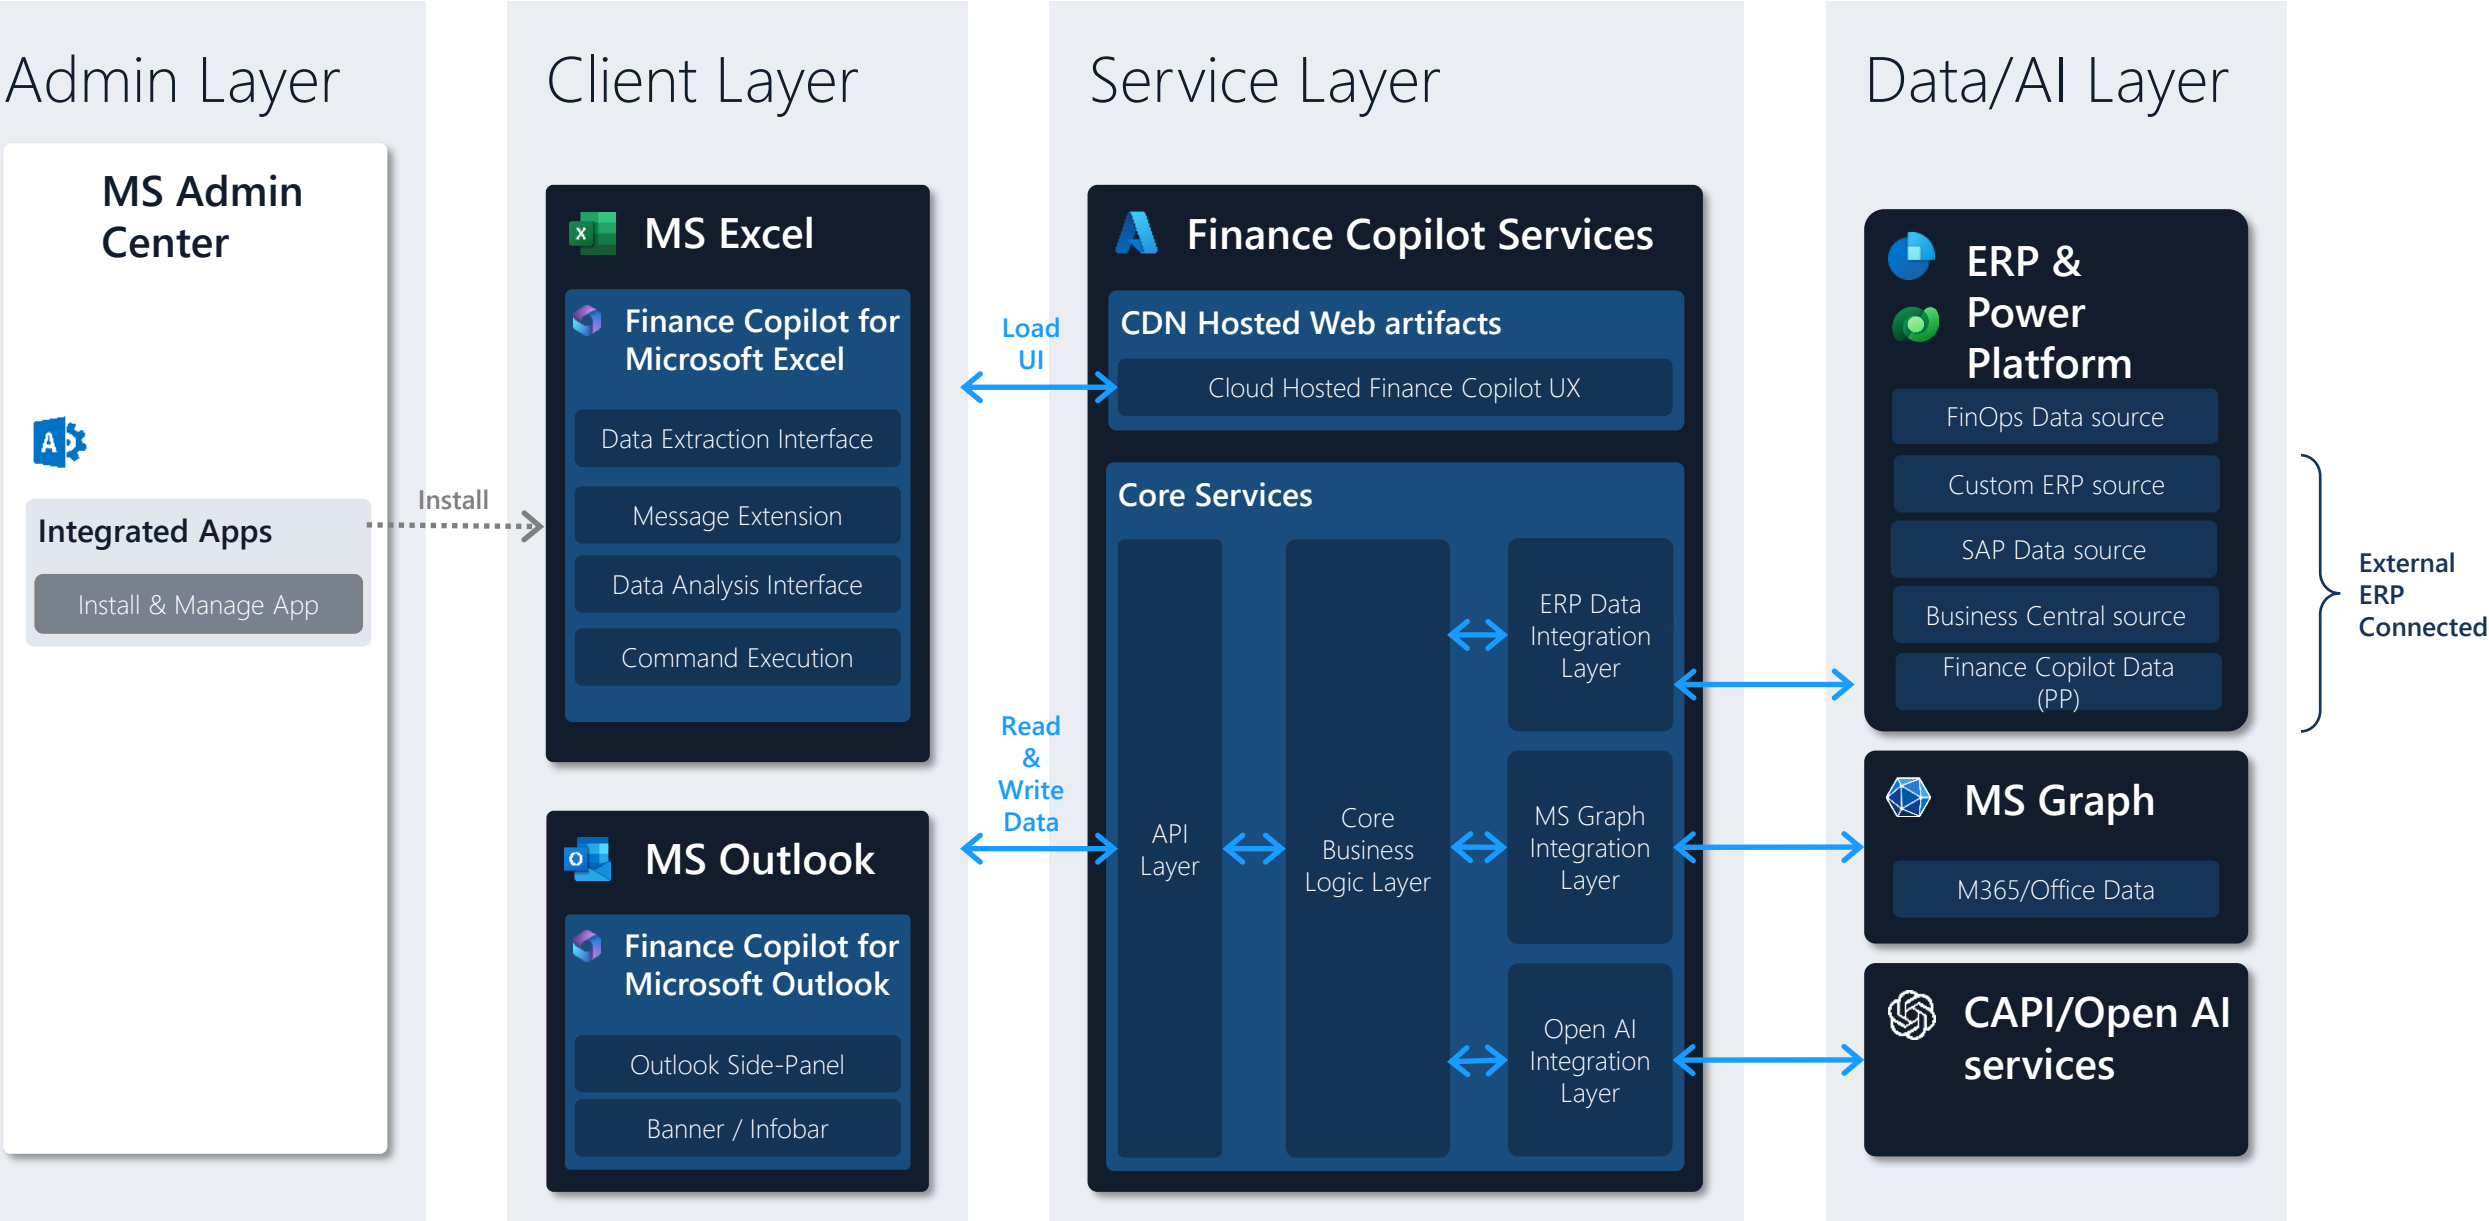 Admin Layer
MS Admin
Center
Integrated Apps
Install & Manage App
Install
Client Layer
MS Excel
Finance Copilot for
Microsoft Excel
Data Extraction Interface
Message Extension
Data Analysis Interface
Command Execution
MS Outlook
Finance Copilot for
Microsoft Outlook
Outlook Side-Panel
Banner / Infobar
Load
UI
Read
&
Write
Data
Service Layer
Finance Copilot Services
CDN Hosted Web artifacts
Cloud Hosted Finance Copilot UX
Core Services
API
Layer
Core
Business
Logic Layer
ERP Data
Integration
Layer
MS Graph
Integration
Layer
Open AI
Integration
Layer
Data/AI Layer
ERP &
Power
Platform
FinOps Data source
Custom ERP source
SAP Data source
Business Central source
Finance Copilot Data
(PP)
External
ERP
Connected
MS Graph
M365/Office Data
CAPI/Open AI
services